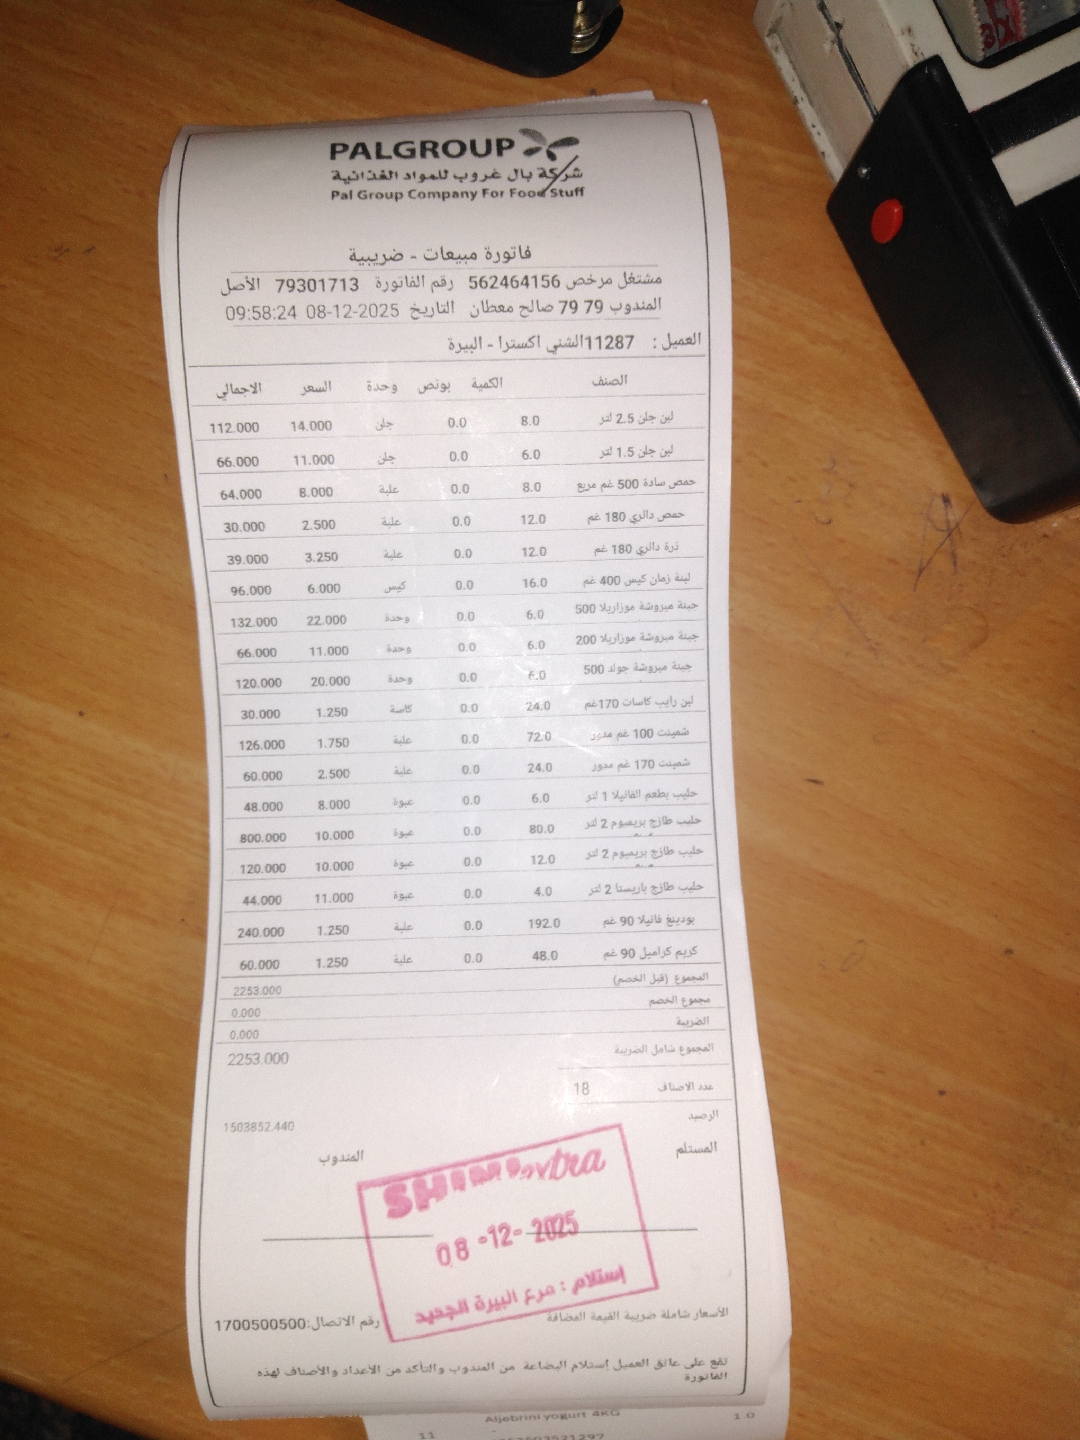 PALGROUP
شركة بال غروب للمواد الغذائية
Pal Group Company For Food Stuff
فاتورة مبيعات - ضريبية
مشتغل مرخص 562464156 رقم الفاتورة 79301713 الأصل
المندوب 79 79 صالح معطان التاريخ 08-12-2025 09:58:24
العميل : 11287الشني اكسترا - البيرة
الصنف الكمية بونص وحدة السعر الاجمالي
لبن جلن 2.5 لتر 8.0 0.0 جلن 14.000 112.000
لبن جلن 1.5 لتر 6.0 0.0 جلن 11.000 66.000
حمص سادة 500 غم مربع 8.0 0.0 علبة 8.000 64.000
حمص دائري 180 غم 12.0 0.0 علبة 2.500 30.000
ذرة دائري 180 غم 12.0 0.0 علبة 3.250 39.000
لبنة زمان كيس 400 غم 16.0 0.0 كيس 6.000 96.000
جبنة مبروشة موزاريلا 500 6.0 0.0 وحدة 22.000 132.000
جبنة مبروشة موزاريلا 200 6.0 0.0 وحدة 11.000 66.000
جبنة مبروشة جولد 500 6.0 0.0 وحدة 20.000 120.000
لبن رايب كاسات 170غم 24.0 0.0 كاسة 1.250 30.000
شمينت 100 غم مدور 72.0 0.0 علبة 1.750 126.000
شمينت 170 غم مدور 24.0 0.0 علبة 2.500 60.000
حليب بطعم الفانيلا 1 لتر 6.0 0.0 عبوة 8.000 48.000
حليب طازج بريميوم 2 لتر 80.0 0.0 عبوة 10.000 800.000
حليب طازج بريميوم 2 لتر 12.0 0.0 عبوة 10.000 120.000
حليب طازج باريستا 2 لتر 4.0 0.0 عبوة 11.000 44.000
بودينغ فانيلا 90 غم 192.0 0.0 علبة 1.250 240.000
كريم كراميل 90 غم 48.0 0.0 علبة 1.250 60.000
المجموع (قبل الخصم) 2253.000
مجموع الخصم 0.000
الضريبة 0.000
المجموع شامل الضريبة 2253.000
عدد الاصناف 18
الرصيد 1503852.440
المستلم المندوب
SHINI extra
08 -12- 2025
إستلام : فرع البيرة الجديد
الأسعار شاملة ضريبة القيمة المضافة رقم الاتصال:1700500500
تقع على عاتق العميل إستلام البضاعة من المندوب والتأكد من الأعداد والأصناف لهذه
الفاتورة
Aljebrini yogurt 4KG 1.0
11